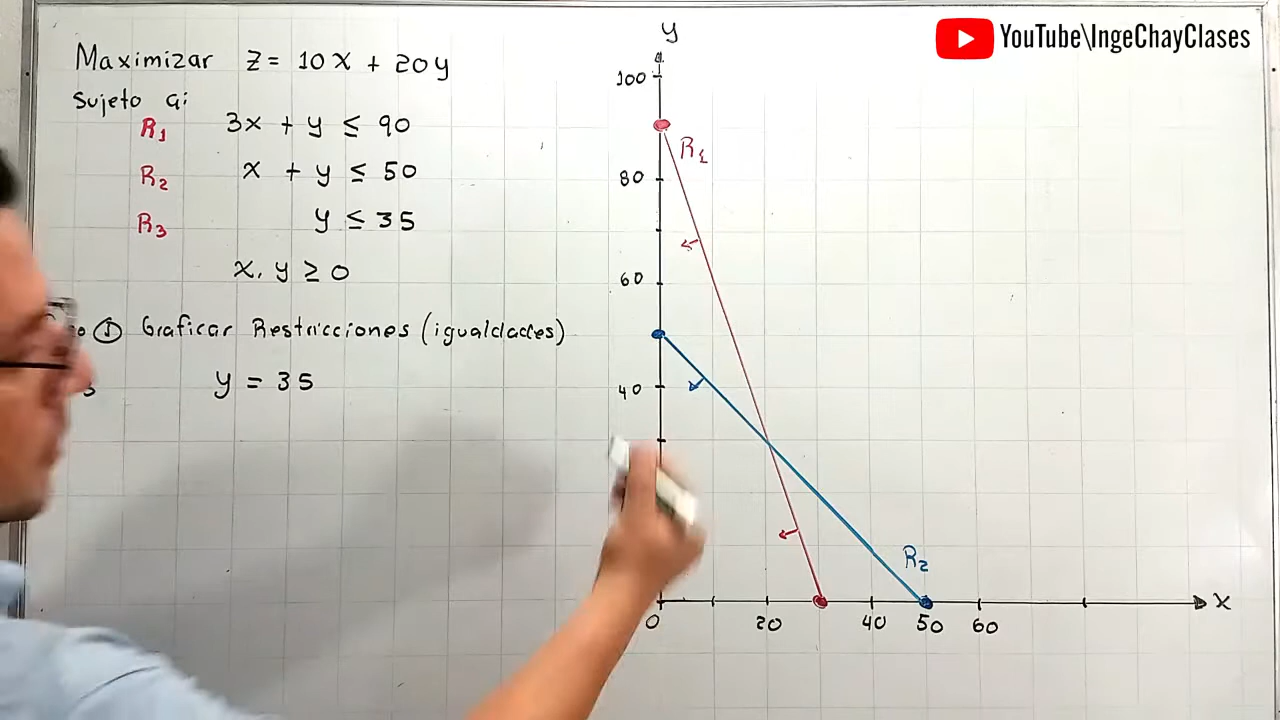 YouTube\IngeChayClases
Maximizar z = 10x + 20y
Sujeto a:
R1 3x + y ≤ 90
R2 x + y ≤ 50
R3 y ≤ 35
x, y ≥ 0
① Graficar Restricciones (igualdades)
3 y = 35
y
100
R1
80
60
40
R2
x
0 20 40 50 60